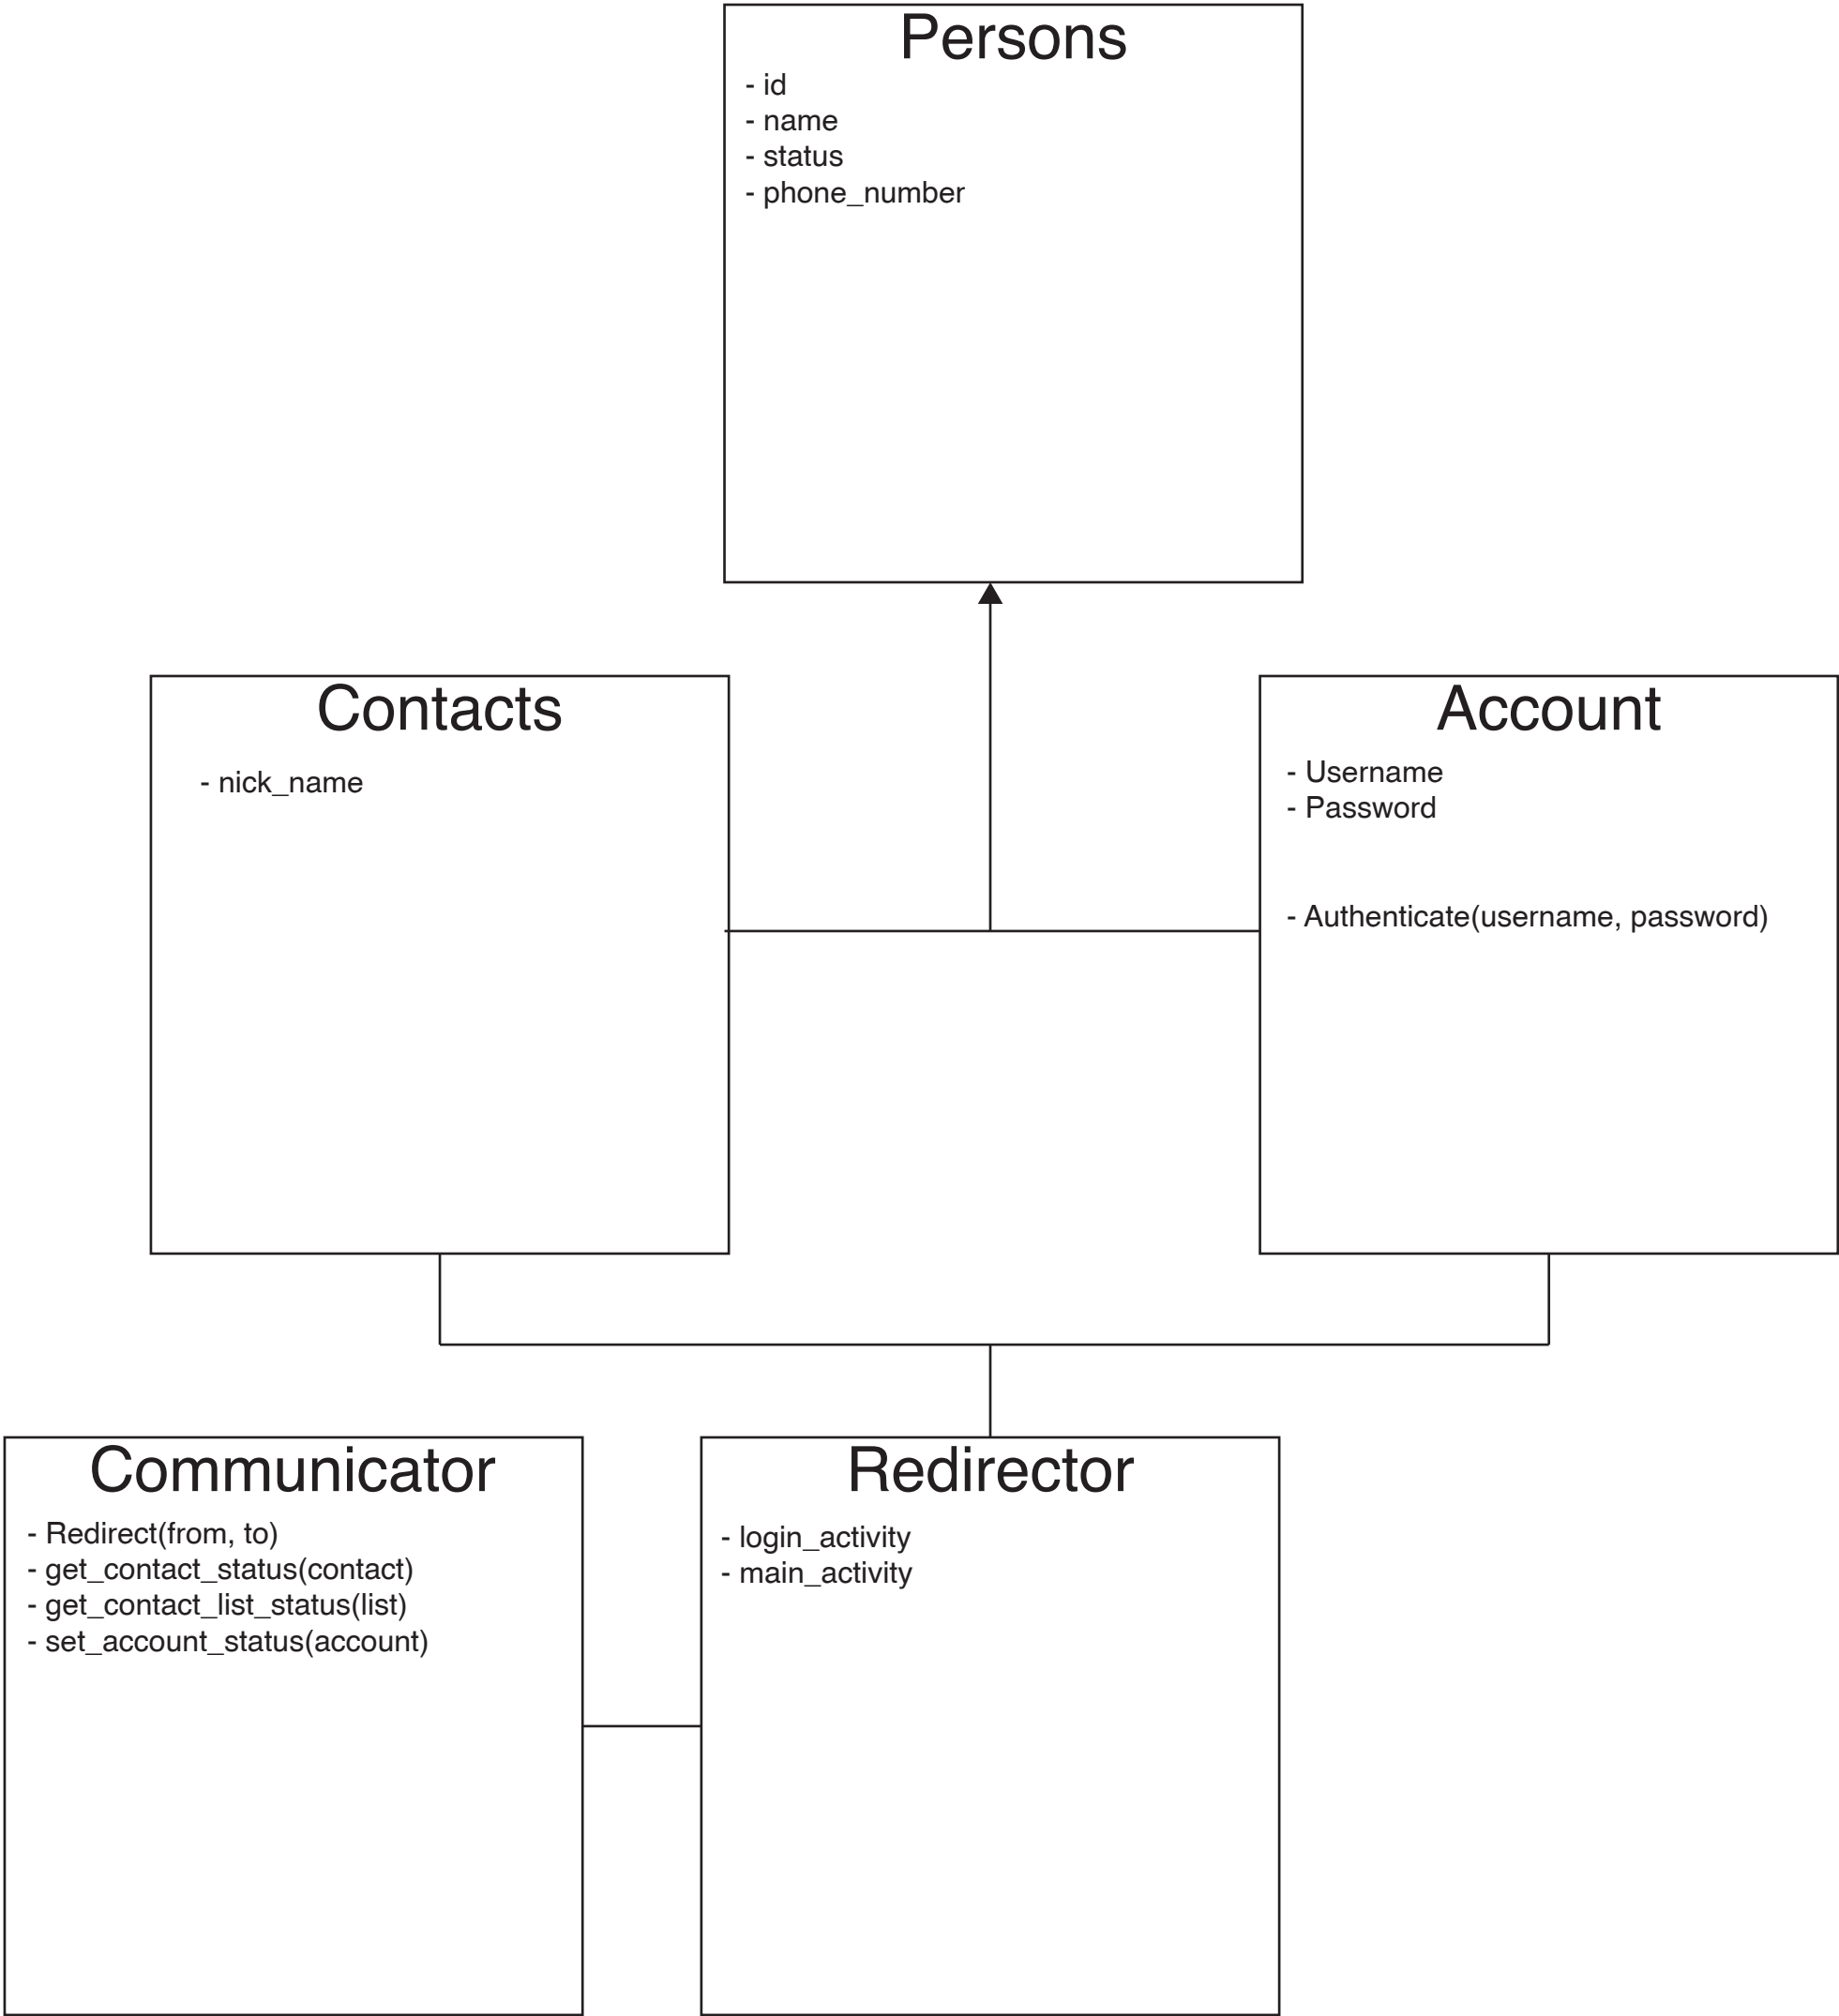 Persons
- id
- name
- status
- phone_number
Contacts
- nick_name
Account
- Username
- Password
- Authenticate(username, password)
Communicator
- Redirect(from, to)
- get_contact_status(contact)
- get_contact_list_status(list)
- set_account_status(account)
Redirector
- login_activity
- main_activity